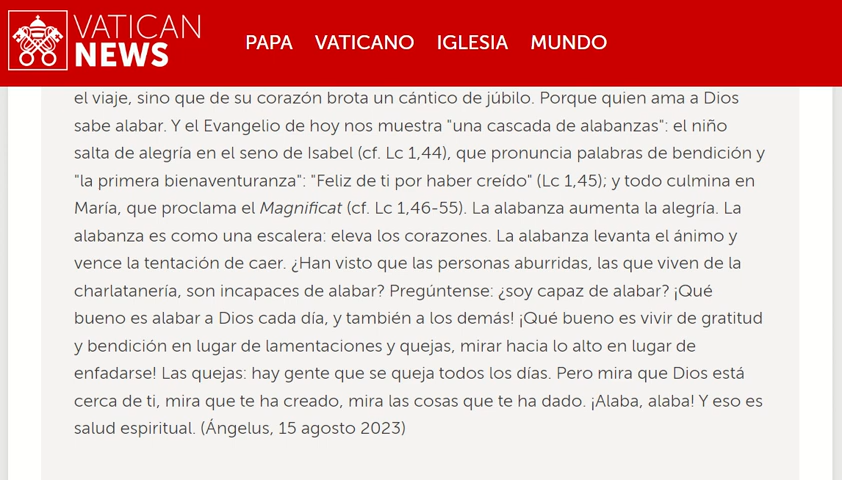 VATICAN
NEWS
PAPA VATICANO IGLESIA MUNDO
el viaje, sino que de su corazón brota un cántico de júbilo. Porque quien ama a Dios
sabe alabar. Y el Evangelio de hoy nos muestra "una cascada de alabanzas": el niño
salta de alegría en el seno de Isabel (cf. Lc 1,44), que pronuncia palabras de bendición y
"la primera bienaventuranza": "Feliz de ti por haber creído" (Lc 1,45); y todo culmina en
María, que proclama el Magnificat (cf. Lc 1,46-55). La alabanza aumenta la alegría. La
alabanza es como una escalera: eleva los corazones. La alabanza levanta el ánimo y
vence la tentación de caer. ¿Han visto que las personas aburridas, las que viven de la
charlatanería, son incapaces de alabar? Pregúntense: ¿soy capaz de alabar? ¡Qué
bueno es alabar a Dios cada día, y también a los demás! ¡Qué bueno es vivir de gratitud
y bendición en lugar de lamentaciones y quejas, mirar hacia lo alto en lugar de
enfadarse! Las quejas: hay gente que se queja todos los días. Pero mira que Dios está
cerca de ti, mira que te ha creado, mira las cosas que te ha dado. ¡Alaba, alaba! Y eso es
salud espiritual. (Ángelus, 15 agosto 2023)